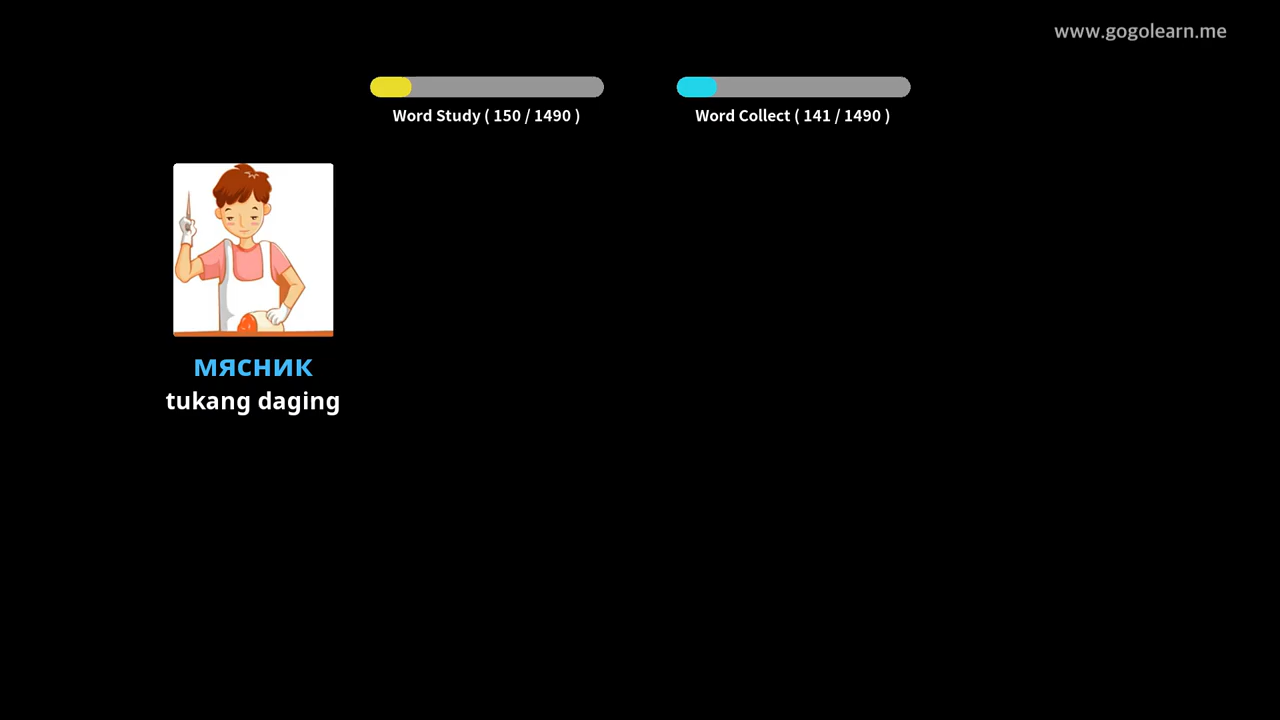 www.gogolearn.me
Word Study ( 150 / 1490 )
Word Collect ( 141 / 1490 )
мясник
tukang daging